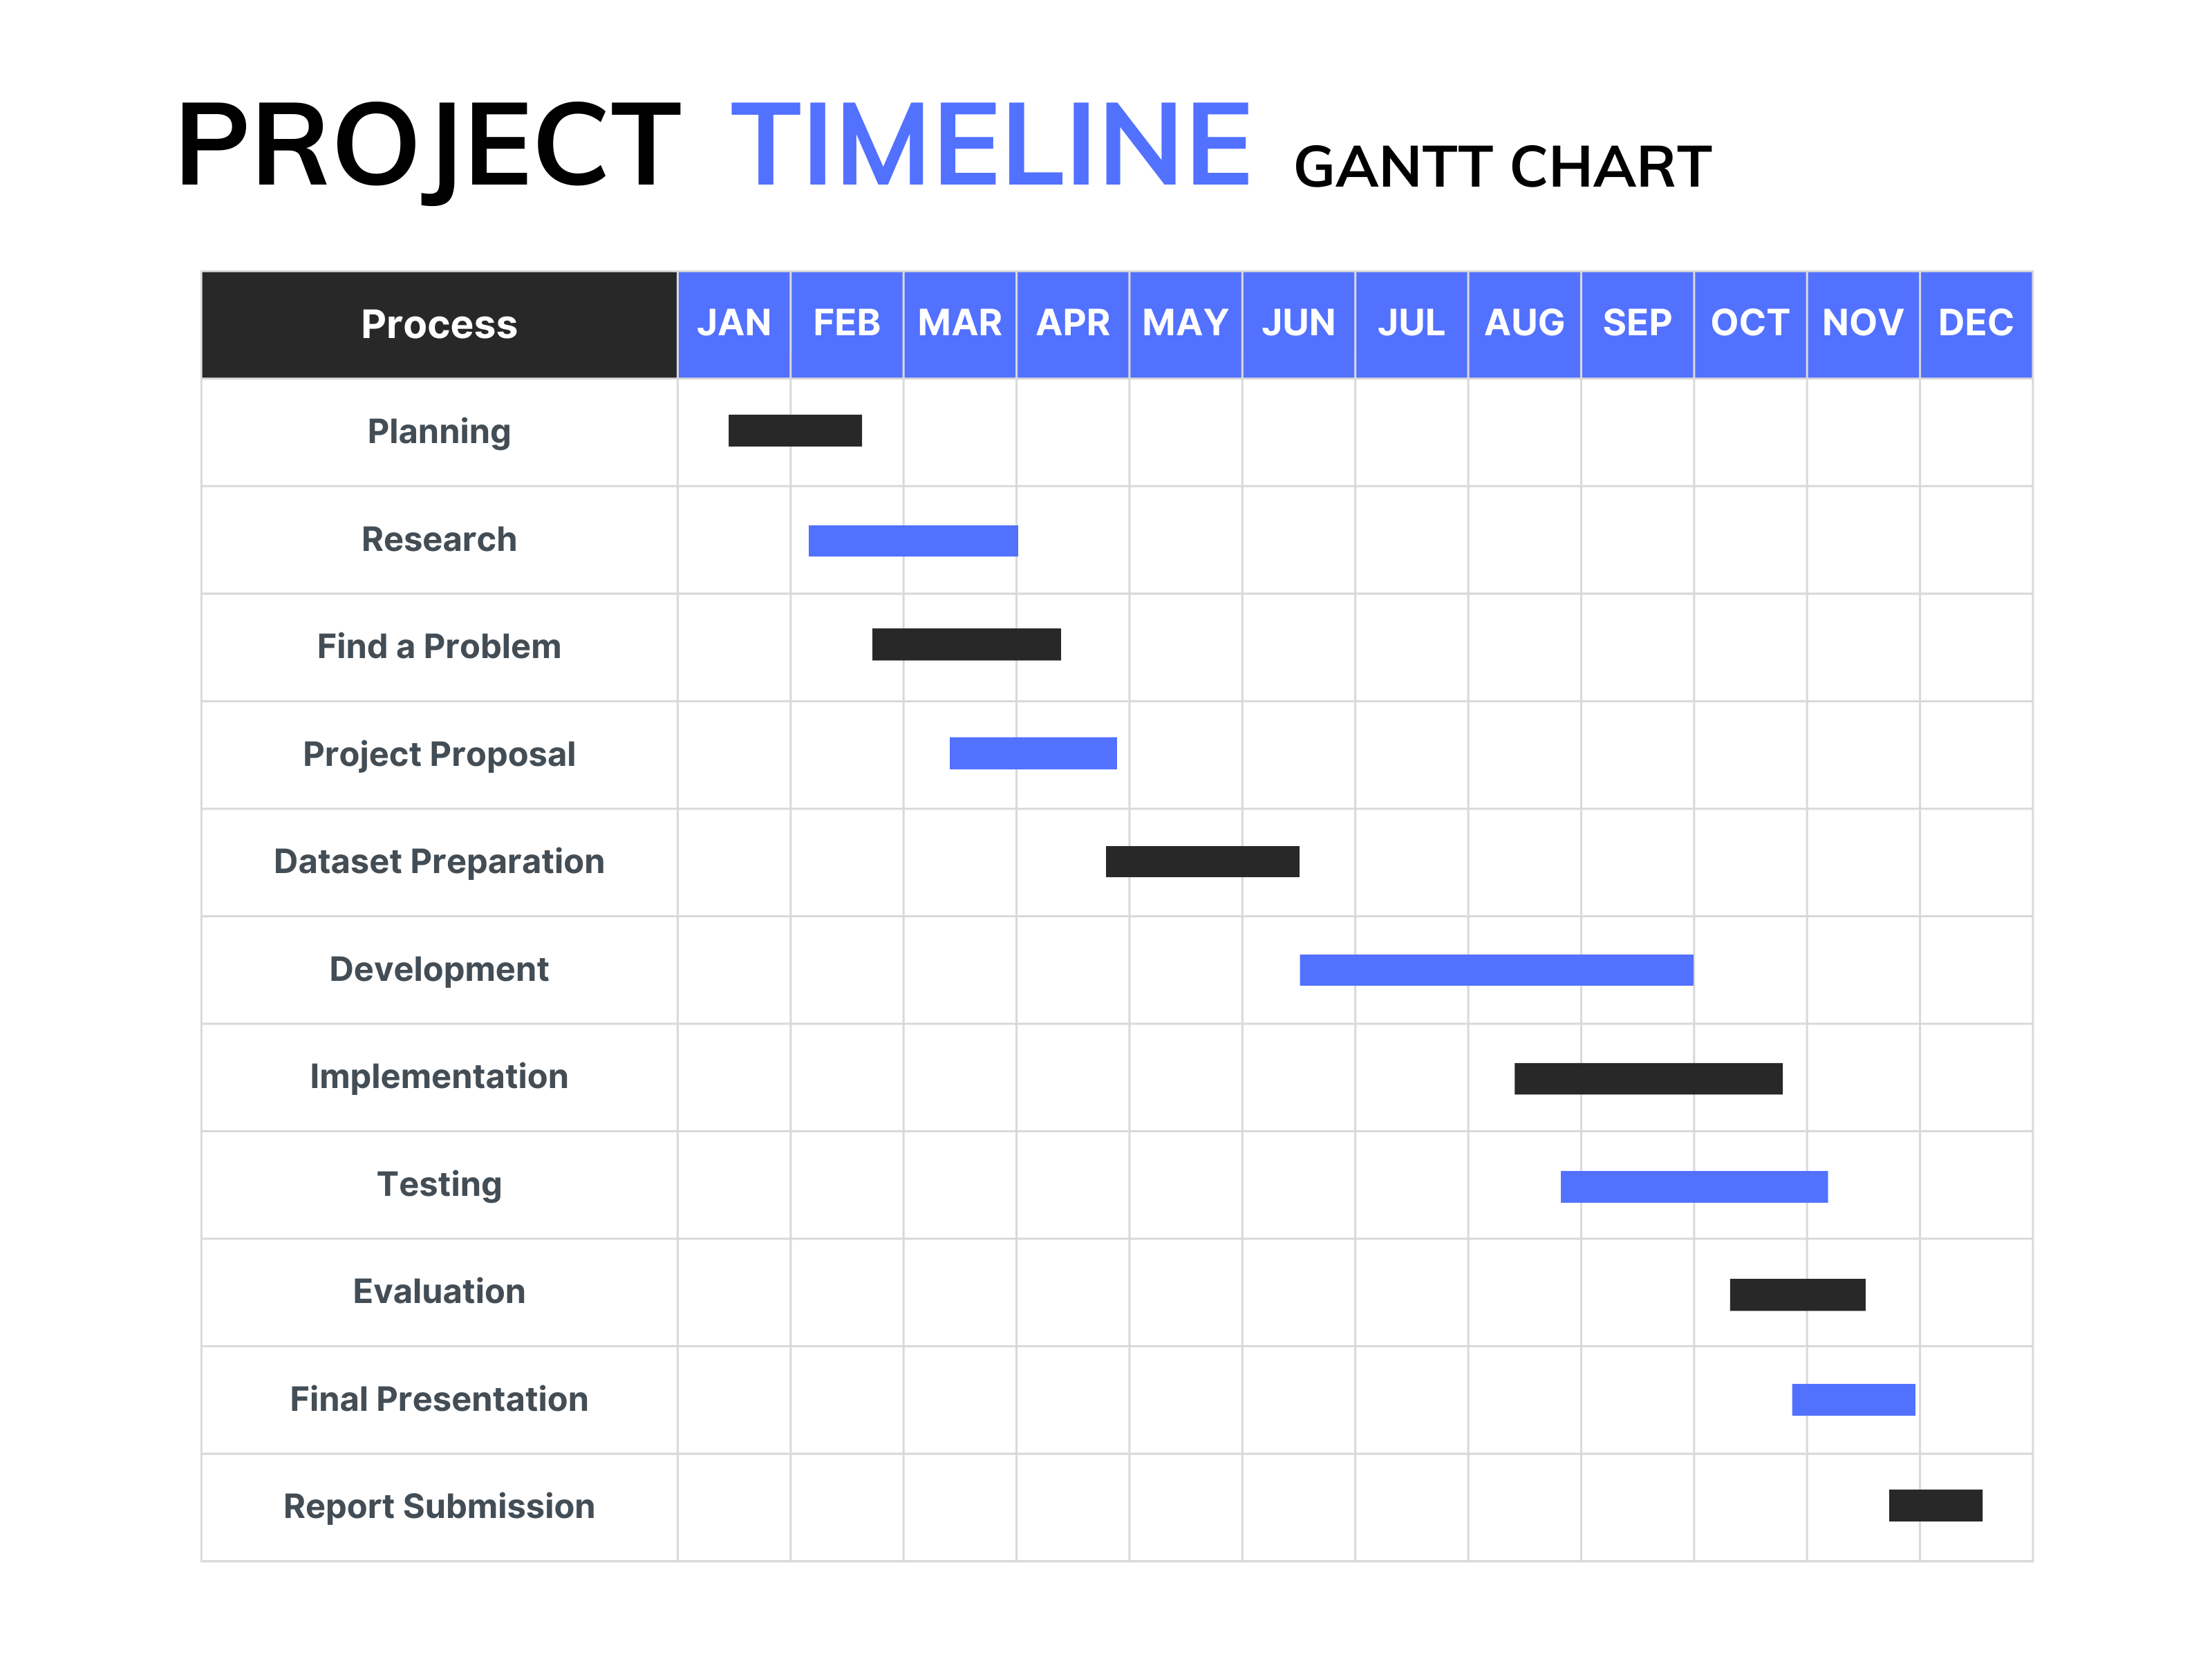 PROJECT TIMELINE GANTT CHART
Process JAN FEB MAR APR MAY JUN JUL AUG SEP OCT NOV DEC
Planning
Research
Find a Problem
Project Proposal
Dataset Preparation
Development
Implementation
Testing
Evaluation
Final Presentation
Report Submission